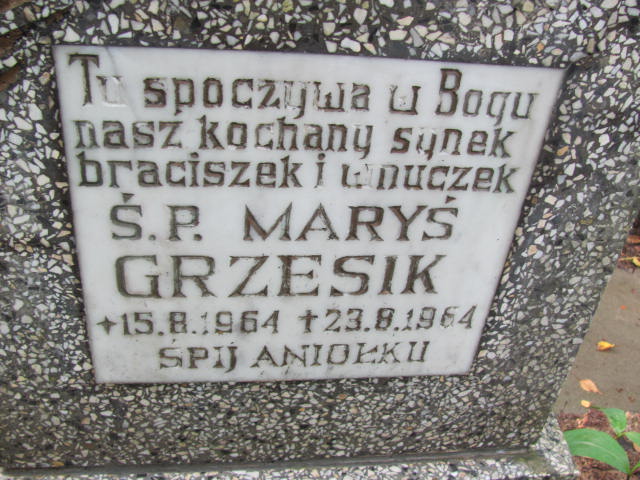 Tu spoczywa w Bogu
nasz kochany synek
braciszek i wnuczek
Ś.P. MARYŚ
GRZESIK
+15.8.1964 +23.8.1964
ŚPIJ ANIOŁKU